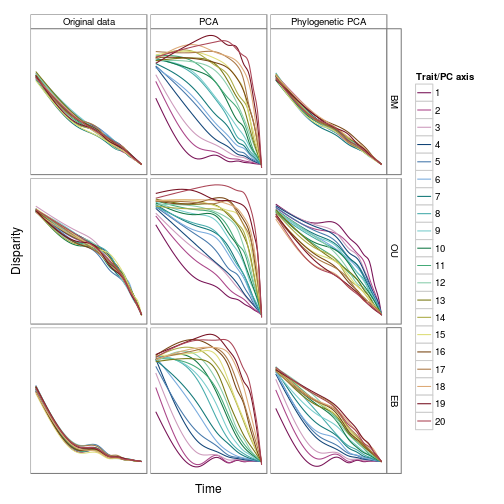 Original data
PCA
Phylogenetic PCA
BM
OU
EB
Disparity
Time
Trait/PC axis
1
2
3
4
5
6
7
8
9
10
11
12
13
14
15
16
17
18
19
20